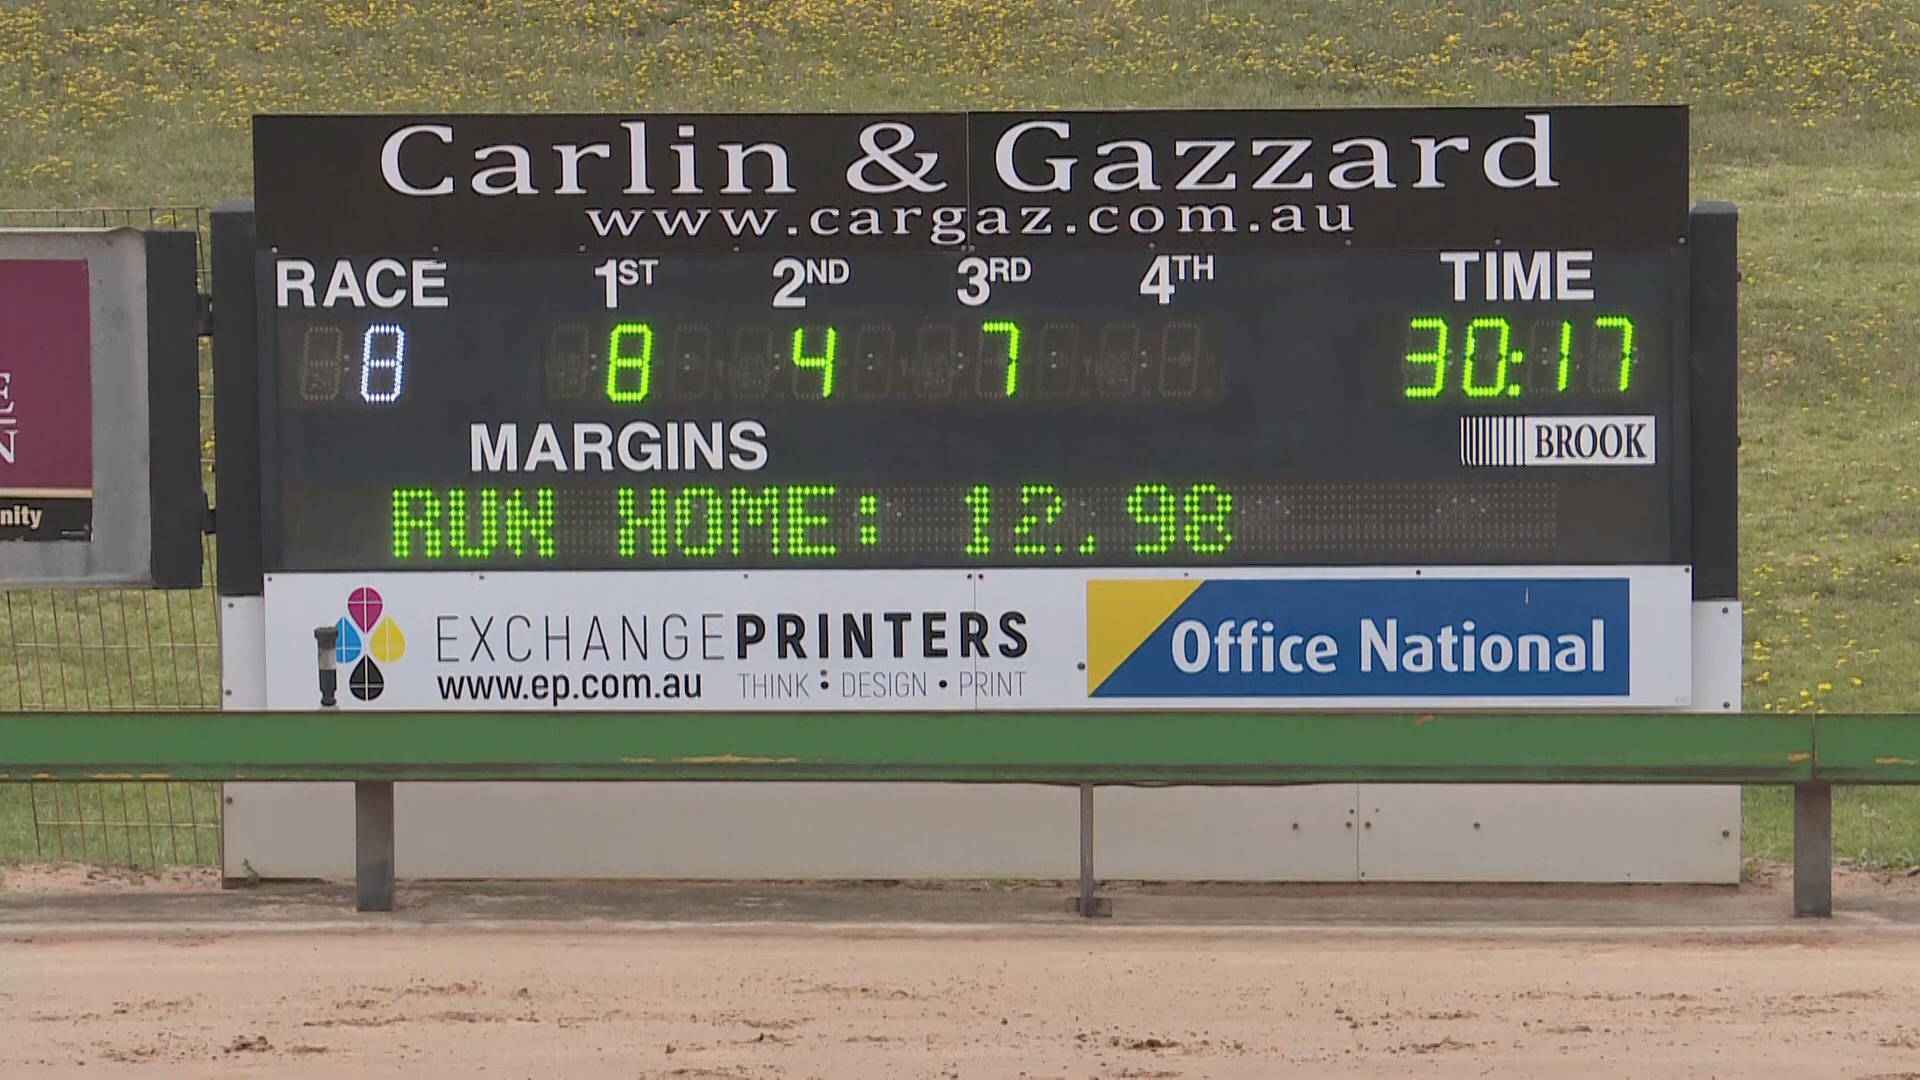 Carlin & Gazzard
www.cargaz.com.au
RACE 1ST 2ND 3RD 4TH TIME
8 8 4 7 30:17
MARGINS
BROOK
RUN HOME: 12.98
EXCHANGEPRINTERS
www.ep.com.au THINK • DESIGN • PRINT
Office National
E
N
nity